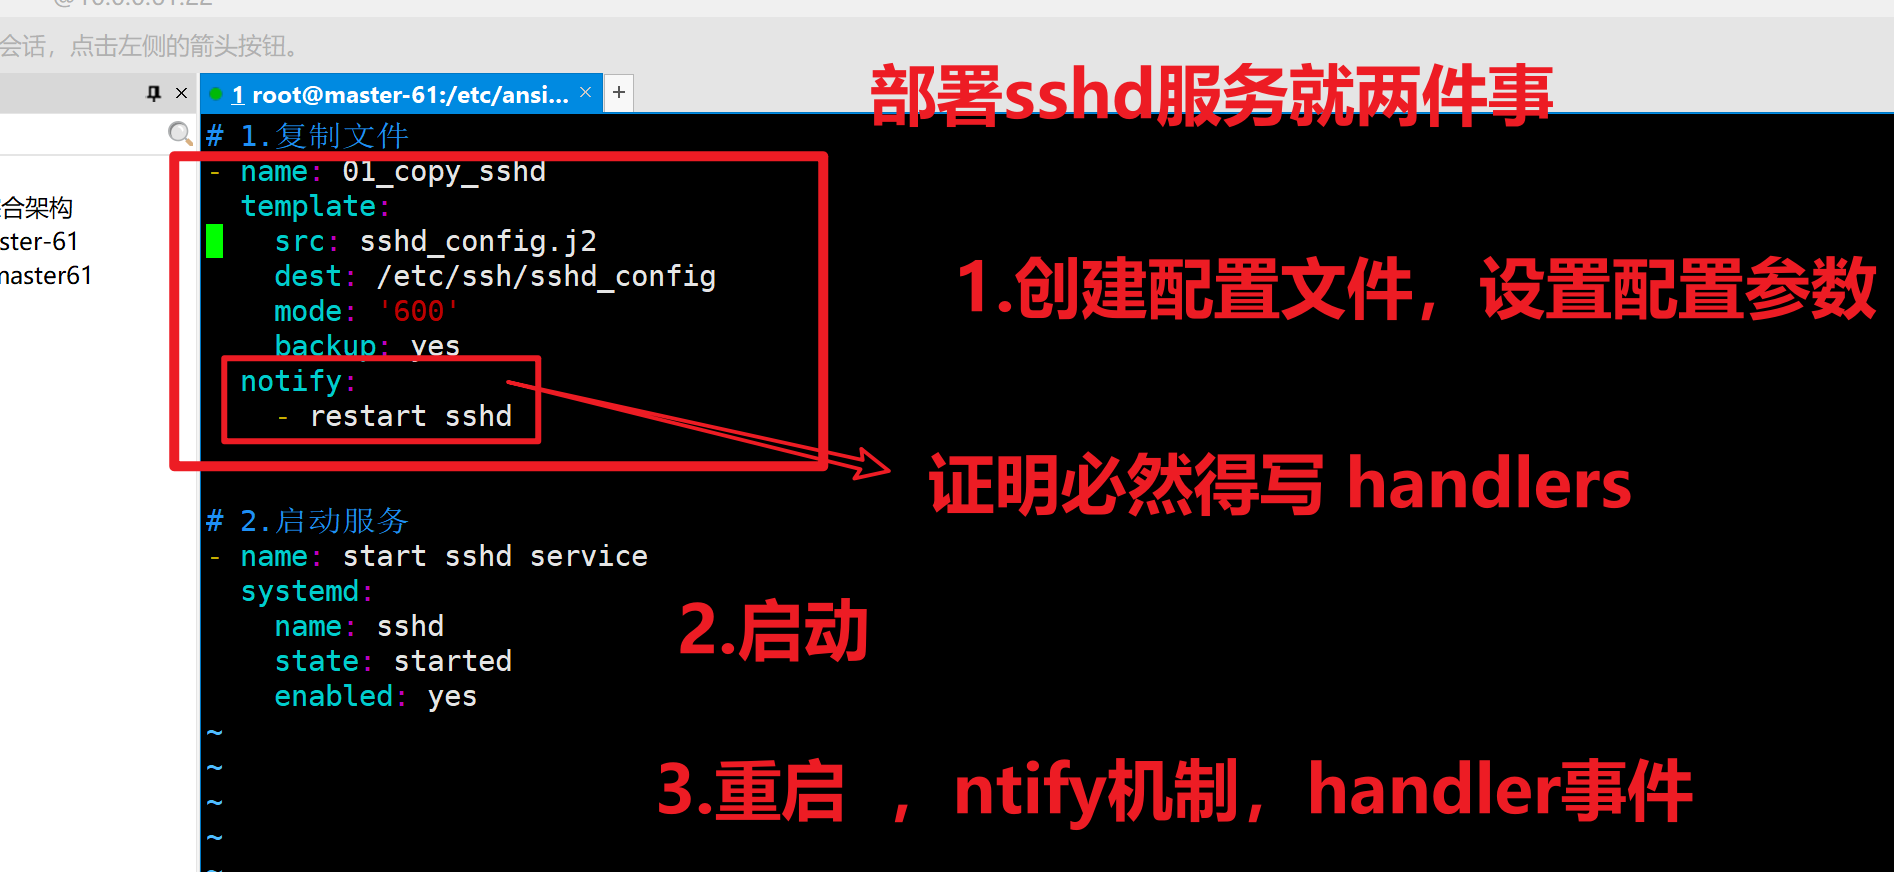 会话，点击左侧的箭头按钮。
1 root@master-61:/etc/ansi...
部署sshd服务就两件事
# 1.复制文件
- name: 01_copy_sshd
template:
src: sshd_config.j2
dest: /etc/ssh/sshd_config
mode: '600'
backup: yes
notify:
- restart sshd
合架构
ster-61
master61
1.创建配置文件，设置配置参数
证明必然得写 handlers
# 2.启动服务
- name: start sshd service
systemd:
name: sshd
state: started
enabled: yes
~
~
~
~
2.启动
3.重启 ，ntify机制，handler事件